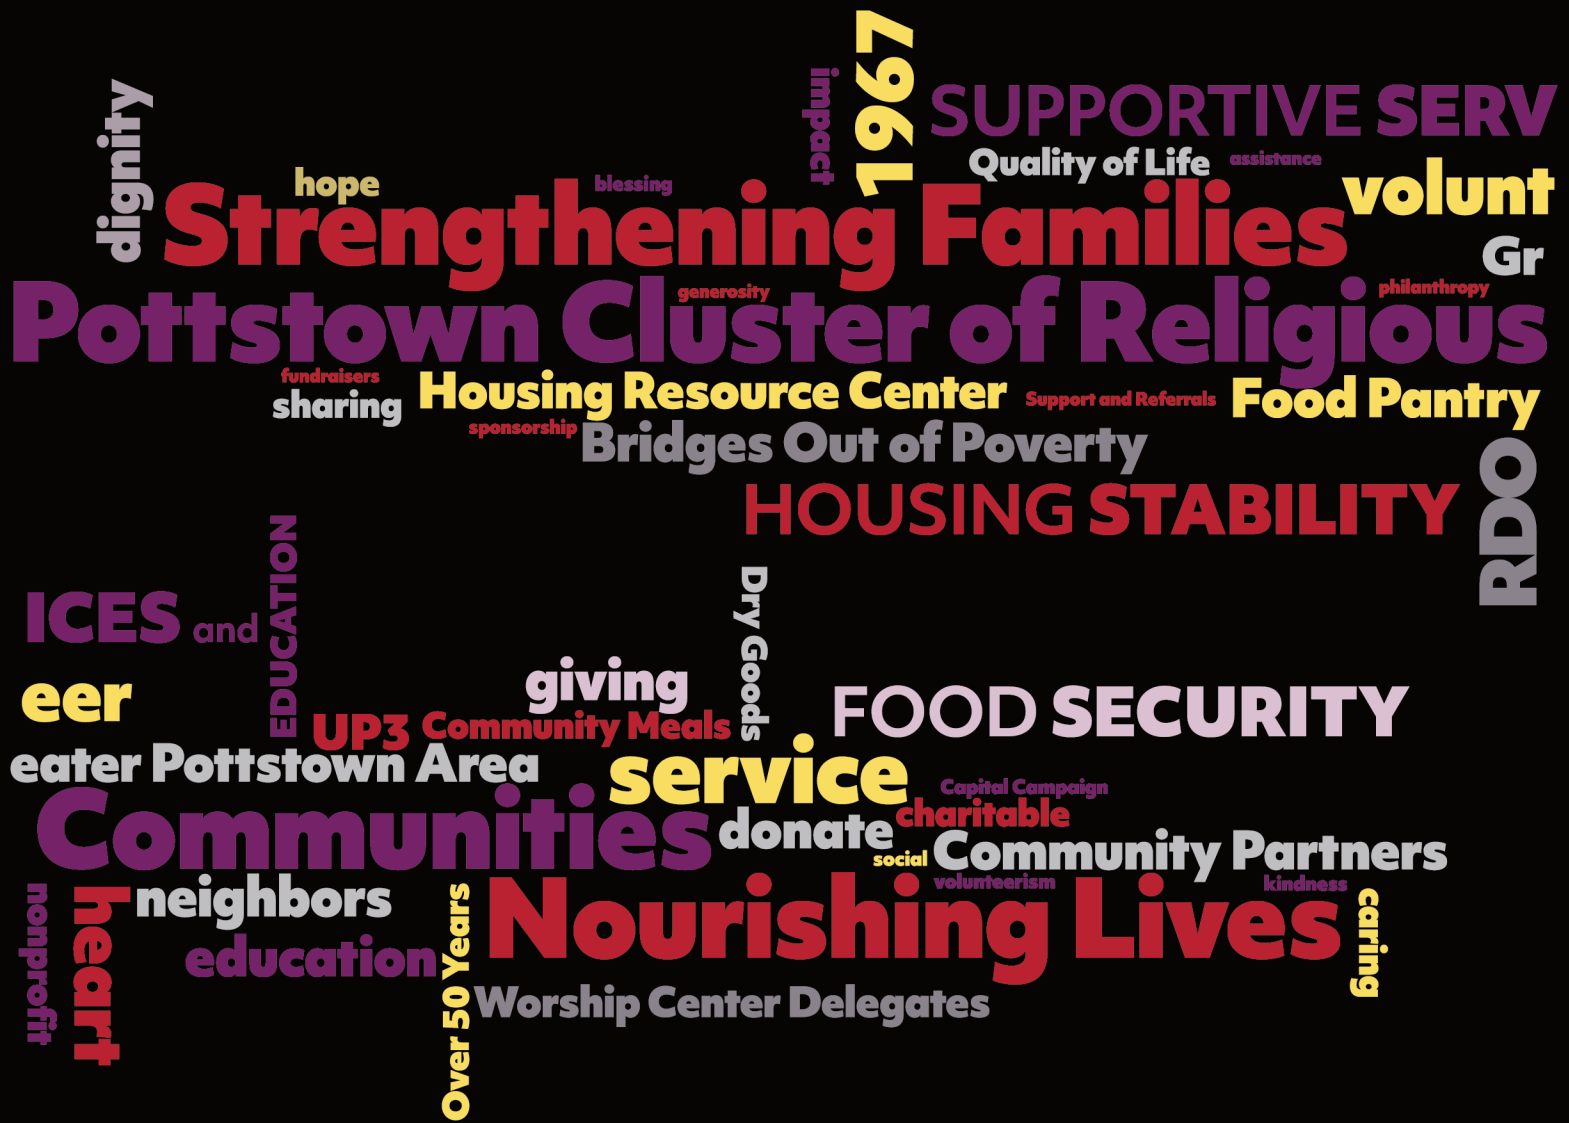 1967
impact
dignity
SUPPORTIVE SERV
Quality of Life
assistance
hope
blessing
volunt
Strengthening Families
Gr
generosity
philanthropy
Pottstown Cluster of Religious
fundraisers
sharing
Housing Resource Center
Support and Referrals
Food Pantry
sponsorship
Bridges Out of Poverty
RDO
HOUSING STABILITY
EDUCATION
ICES and
Dry Goods
giving
eer
UP3
Community Meals
FOOD SECURITY
eater Pottstown Area
service
Capital Campaign
charitable
Communities
donate
social
Community Partners
volunteerism
kindness
nonprofit
heart
neighbors
Over 50 Years
Nourishing Lives
caring
education
Worship Center Delegates